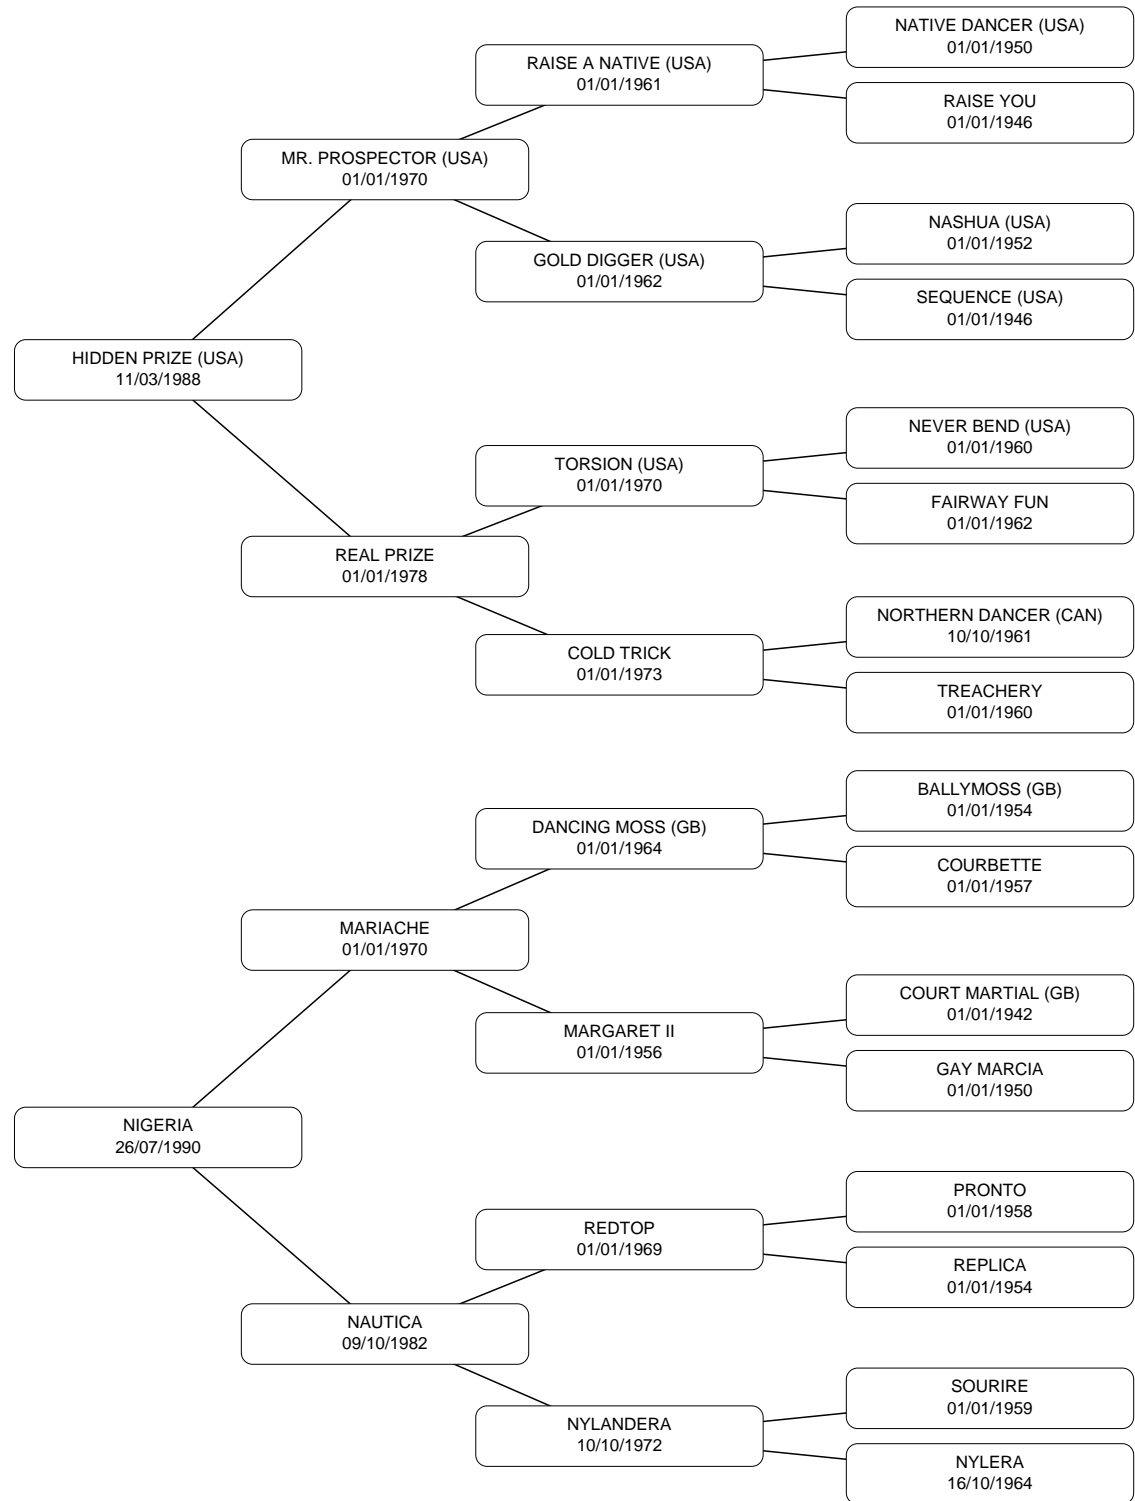 NATIVE DANCER (USA)
01/01/1950
RAISE A NATIVE (USA)
01/01/1961
RAISE YOU
01/01/1946
MR. PROSPECTOR (USA)
01/01/1970
NASHUA (USA)
01/01/1952
GOLD DIGGER (USA)
01/01/1962
SEQUENCE (USA)
01/01/1946
HIDDEN PRIZE (USA)
11/03/1988
NEVER BEND (USA)
01/01/1960
TORSION (USA)
01/01/1970
FAIRWAY FUN
01/01/1962
REAL PRIZE
01/01/1978
NORTHERN DANCER (CAN)
10/10/1961
COLD TRICK
01/01/1973
TREACHERY
01/01/1960
BALLYMOSS (GB)
01/01/1954
DANCING MOSS (GB)
01/01/1964
COURBETTE
01/01/1957
MARIACHE
01/01/1970
COURT MARTIAL (GB)
01/01/1942
MARGARET II
01/01/1956
GAY MARCIA
01/01/1950
NIGERIA
26/07/1990
PRONTO
01/01/1958
REDTOP
01/01/1969
REPLICA
01/01/1954
NAUTICA
09/10/1982
SOURIRE
01/01/1959
NYLANDERA
10/10/1972
NYLERA
16/10/1964